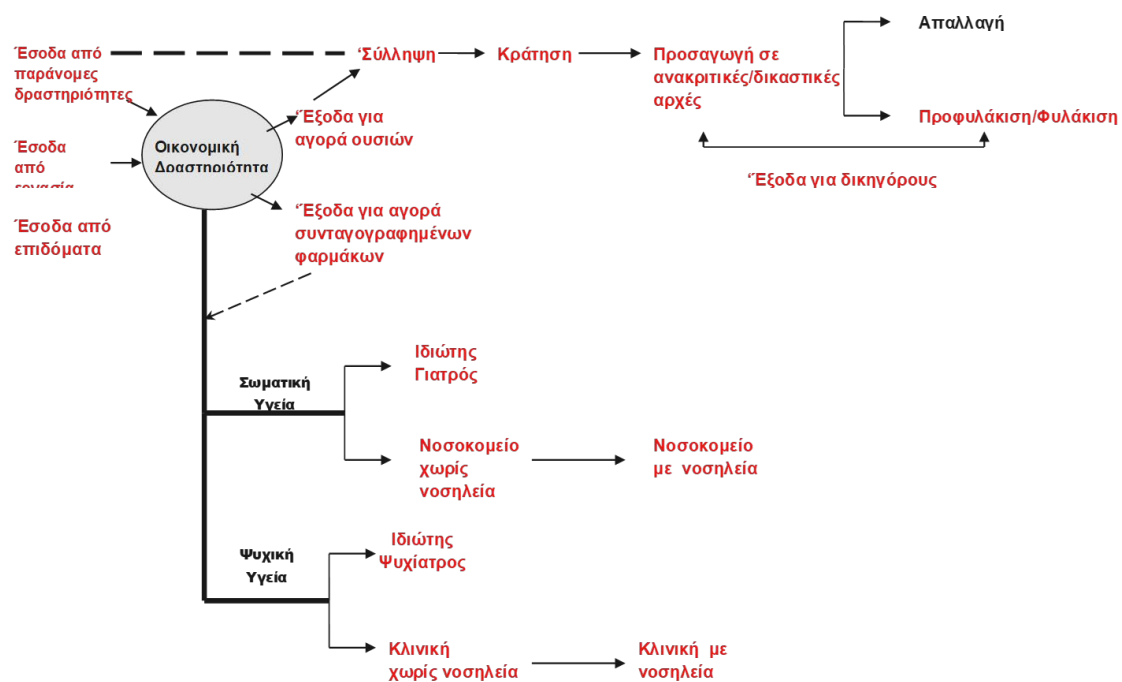 Απαλλαγή
Έσοδα από
παράνομες
δραστηριότητες
‘Σύλληψη
Κράτηση
Προσαγωγή σε
ανακριτικές/δικαστικές
αρχές
Προφυλάκιση/Φυλάκιση
‘Έξοδα για
αγορά ουσιών
Οικονομική
Δραστηριότητα
Έσοδα
από
εργασία
‘Έξοδα για δικηγόρους
Έσοδα από
επιδόματα
‘Έξοδα για αγορά
συνταγογραφημένων
φαρμάκων
Ιδιώτης
Γιατρός
Σωματική
Υγεία
Νοσοκομείο
χωρίς
νοσηλεία
Νοσοκομείο
με νοσηλεία
Ιδιώτης
Ψυχίατρος
Ψυχική
Υγεία
Κλινική
χωρίς νοσηλεία
Κλινική με
νοσηλεία